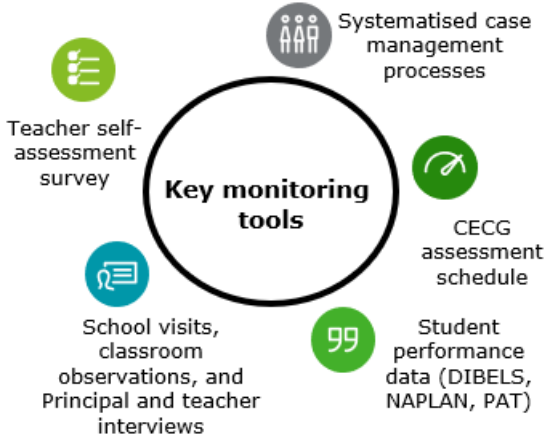 Systematised case
management
processes
Teacher self-
assessment
survey
Key monitoring
tools
CECG
assessment
schedule
School visits,
classroom
observations, and
Principal and teacher
interviews
Student
performance
data (DIBELS,
NAPLAN, PAT)